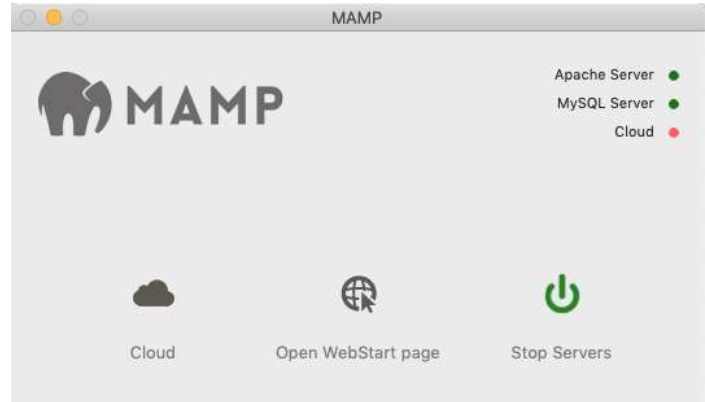 MAMP
MAMP
Apache Server
MySQL Server
Cloud
Cloud
Open WebStart page
Stop Servers